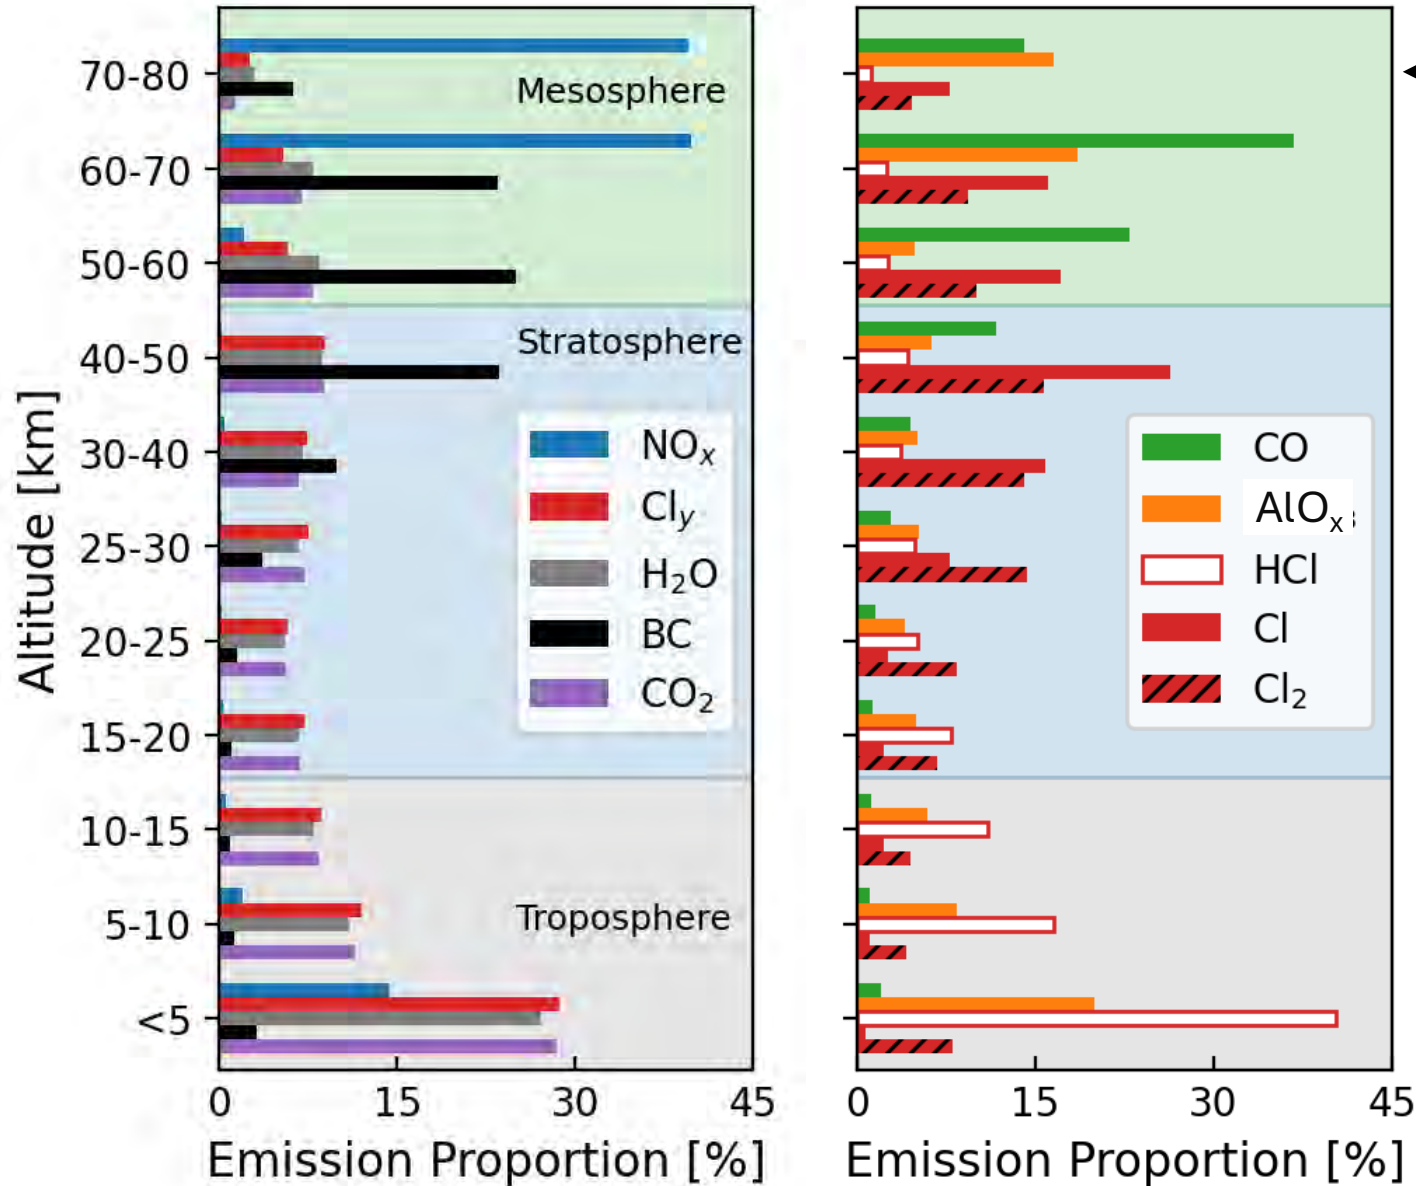 Altitude [km]
70-80
60-70
50-60
40-50
30-40
25-30
20-25
15-20
10-15
5-10
<5
Mesosphere
Stratosphere
NOₓ
Clᵧ
H₂O
BC
CO₂
Troposphere
0 15 30 45
Emission Proportion [%]
CO
AlOₓ
HCl
Cl
Cl₂
0 15 30 45
Emission Proportion [%]